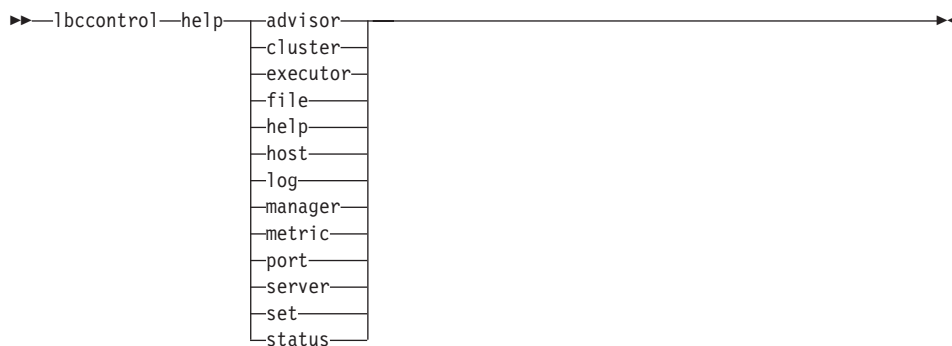 lbccontrol help advisor
cluster
executor
file
help
host
log
manager
metric
port
server
set
status